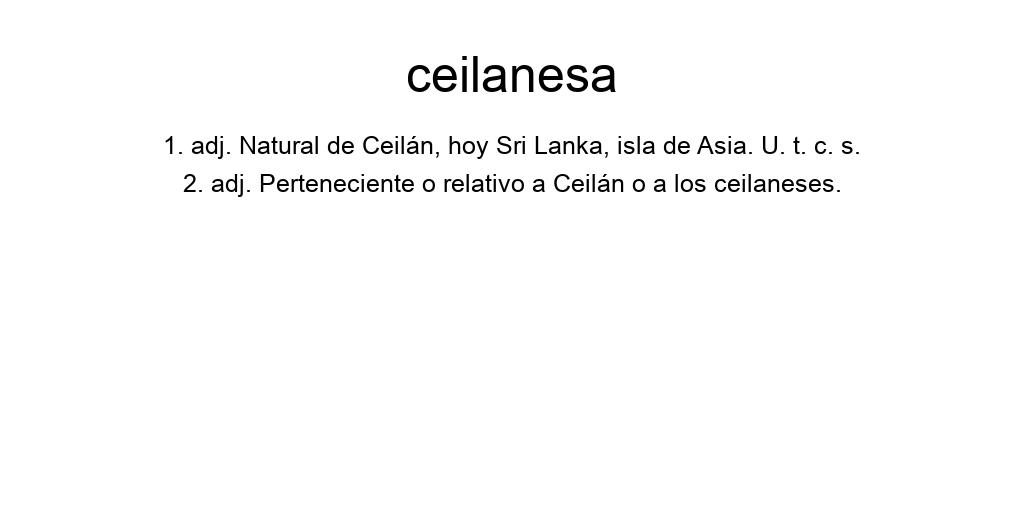 ceilanesa
1. adj. Natural de Ceilán, hoy Sri Lanka, isla de Asia. U. t. c. s.
2. adj. Perteneciente o relativo a Ceilán o a los ceilaneses.